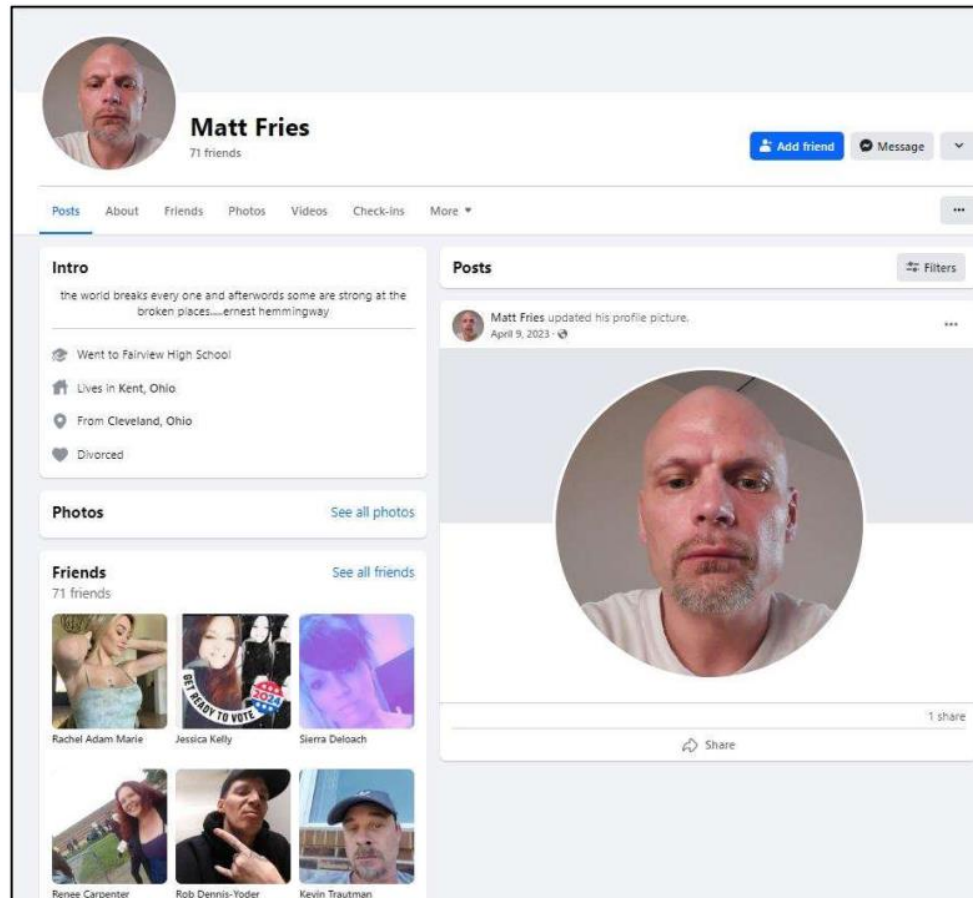 Matt Fries
71 friends
Add friend
Message
Posts
About
Friends
Photos
Videos
Check-ins
More
Intro
the world breaks every one and afterwords some are strong at the
broken places.....ernest hemmingway
Went to Fairview High School
Lives in Kent, Ohio
From Cleveland, Ohio
Divorced
Photos
See all photos
Friends
See all friends
71 friends
GET READY TO VOTE
2024
Rachel Adam Marie
Jessica Kelly
Sierra Deloach
Renee Carpenter
Rob Dennis-Yoder
Kevin Trautman
Posts
Filters
Matt Fries updated his profile picture.
April 9, 2023
1 share
Share